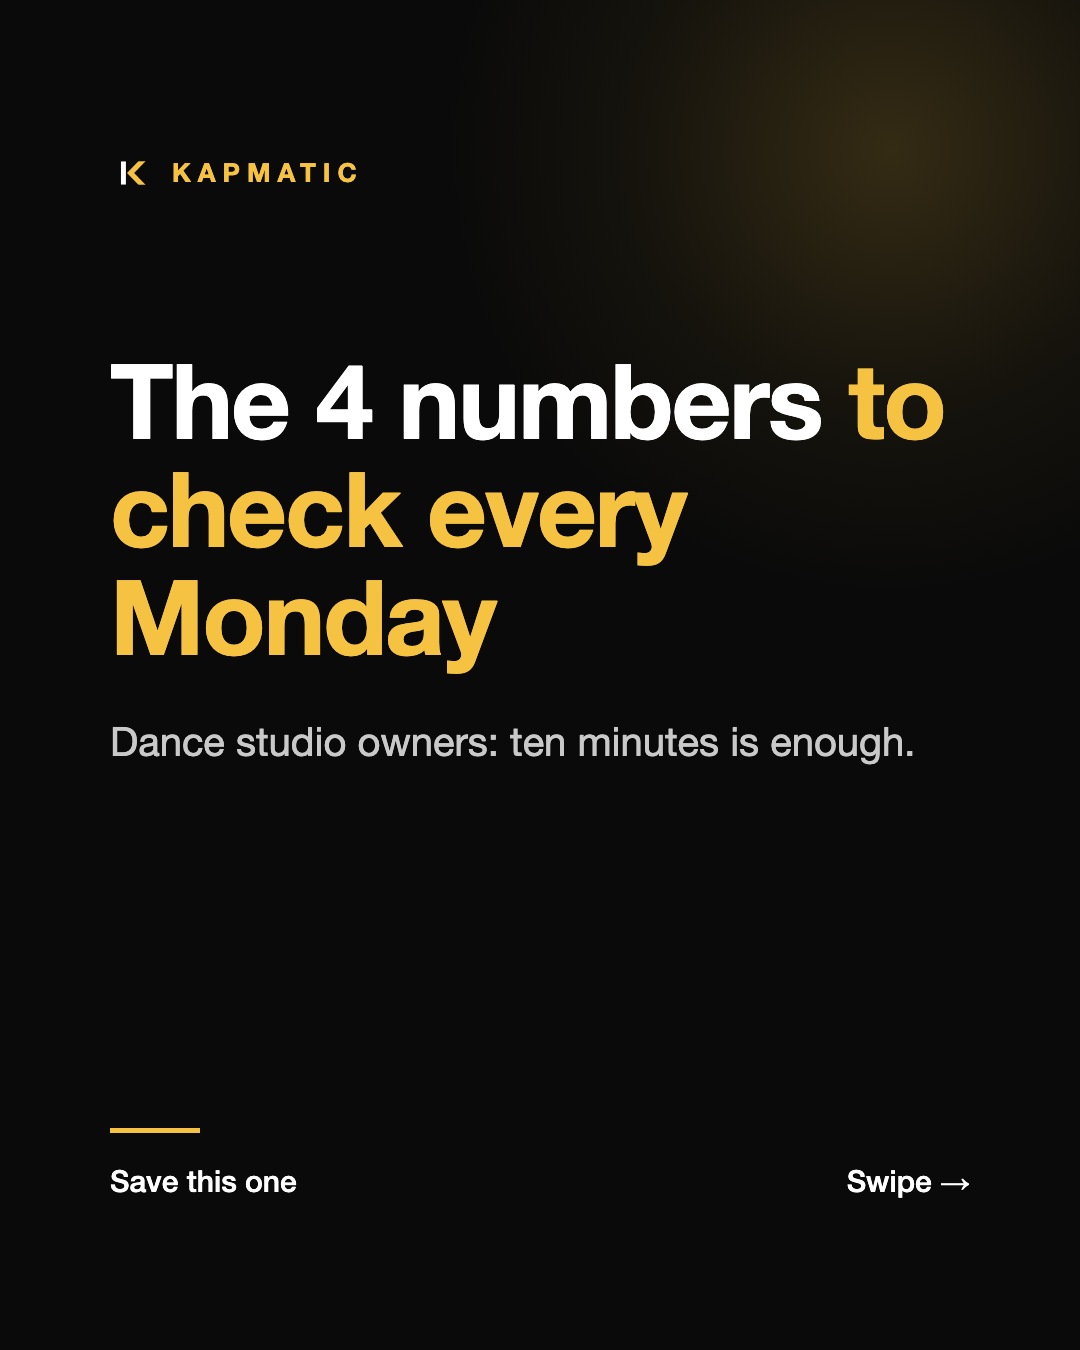 KAPMATIC
The 4 numbers to
check every
Monday
Dance studio owners: ten minutes is enough.
Save this one
Swipe →